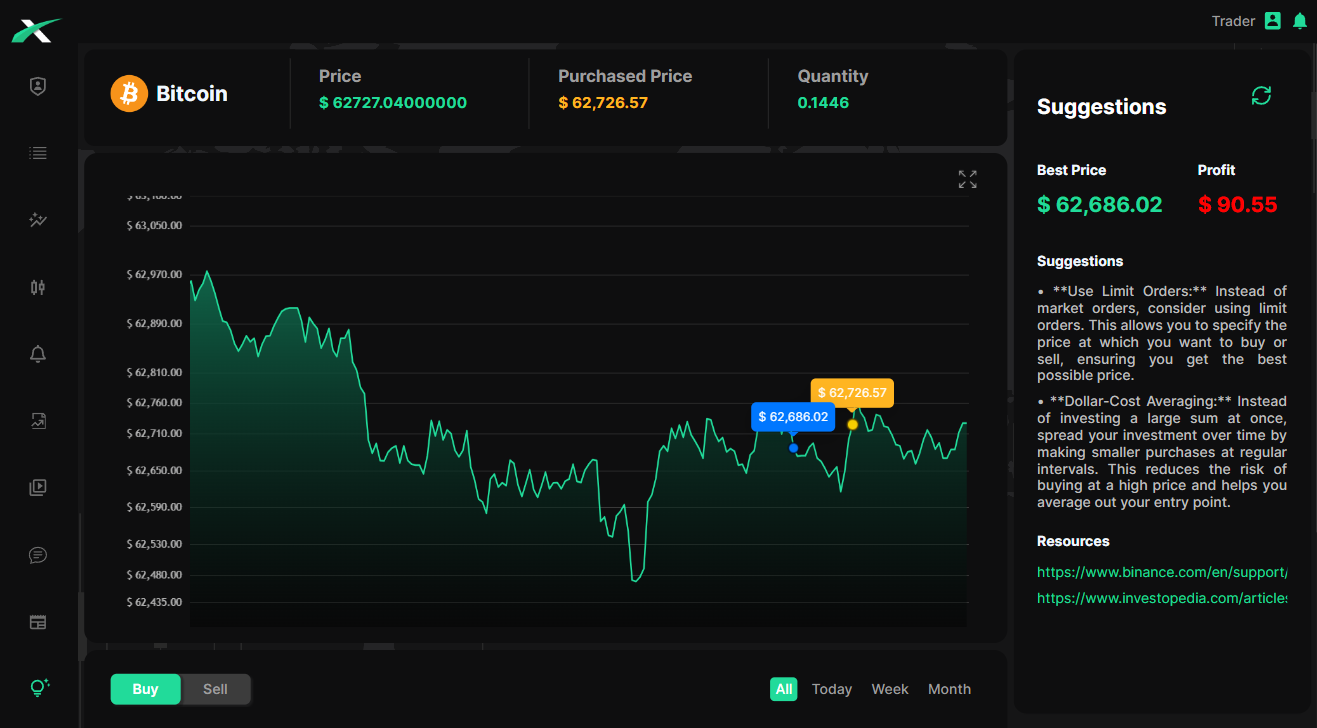 Trader
Bitcoin
Price
$ 62727.04000000
Purchased Price
$ 62,726.57
Quantity
0.1446
$ 63,050.00
$ 62,970.00
$ 62,890.00
$ 62,810.00
$ 62,760.00
$ 62,710.00
$ 62,650.00
$ 62,590.00
$ 62,530.00
$ 62,480.00
$ 62,435.00
$ 62,726.57
$ 62,686.02
Buy
Sell
All
Today
Week
Month
Suggestions
Best Price
Profit
$ 62,686.02
$ 90.55
Suggestions
• **Use Limit Orders:** Instead of
market orders, consider using limit
orders. This allows you to specify the
price at which you want to buy or
sell, ensuring you get the best
possible price.
• **Dollar-Cost Averaging:** Instead
of investing a large sum at once,
spread your investment over time by
making smaller purchases at regular
intervals. This reduces the risk of
buying at a high price and helps you
average out your entry point.
Resources
https://www.binance.com/en/support/
https://www.investopedia.com/articles